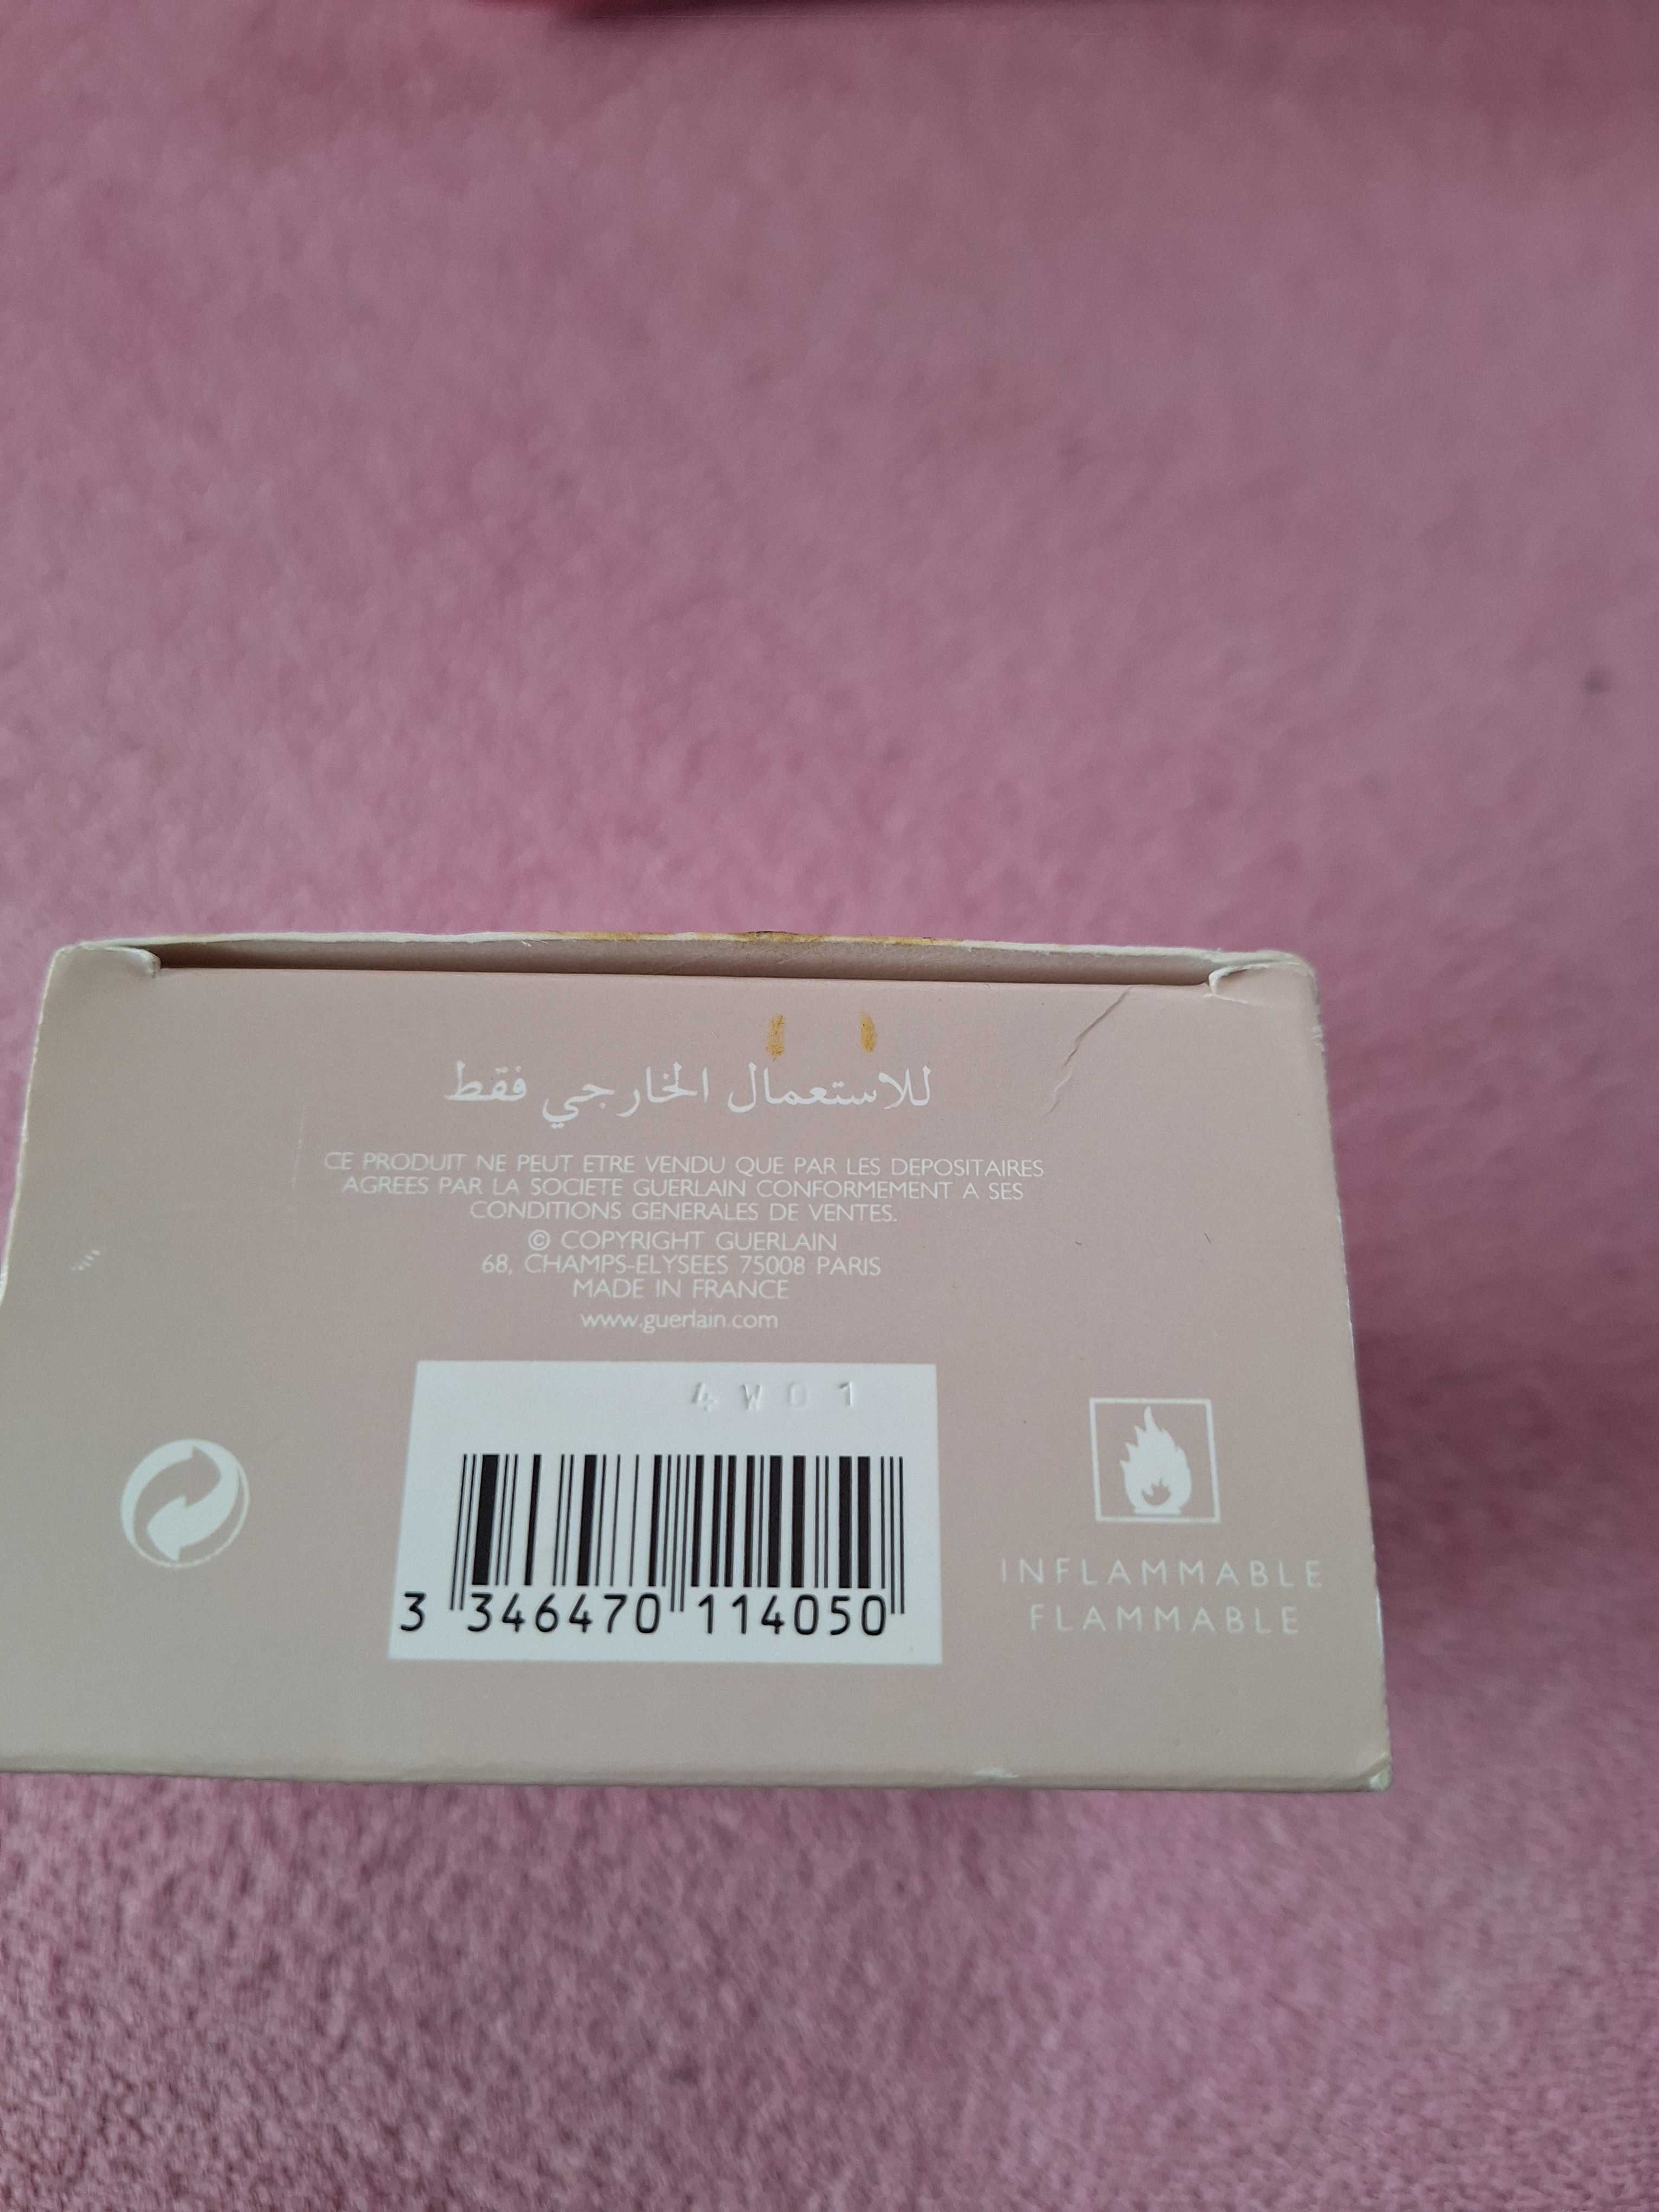 للاستعمال الخارجي فقط
CE PRODUIT NE PEUT ETRE VENDU QUE PAR LES DEPOSITAIRES
AGREES PAR LA SOCIETE GUERLAIN CONFORMEMENT A SES
CONDITIONS GENERALES DE VENTES.
© COPYRIGHT GUERLAIN
68, CHAMPS-ELYSEES 75008 PARIS
MADE IN FRANCE
www.guerlain.com
4W01
3 346470 114050
INFLAMMABLE
FLAMMABLE